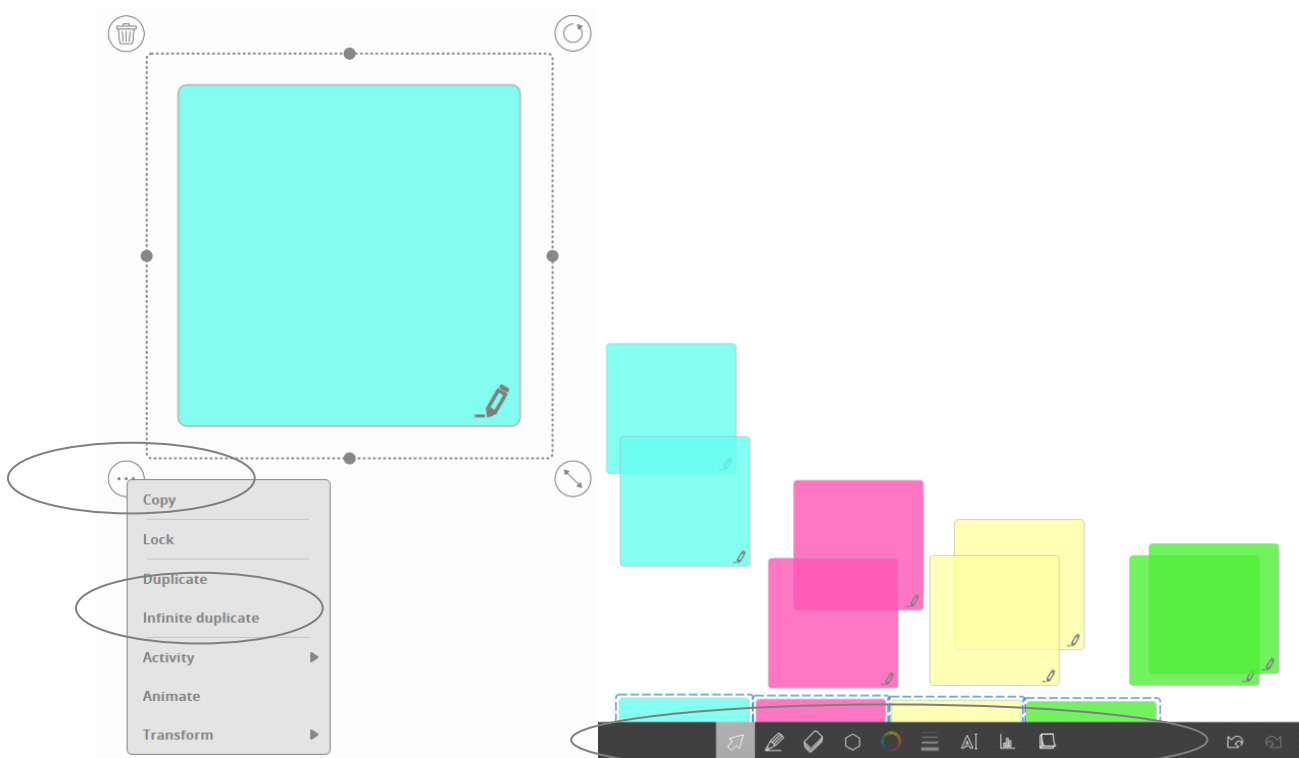 Copy
Lock
Duplicate
Infinite duplicate
Activity
Animate
Transform
A